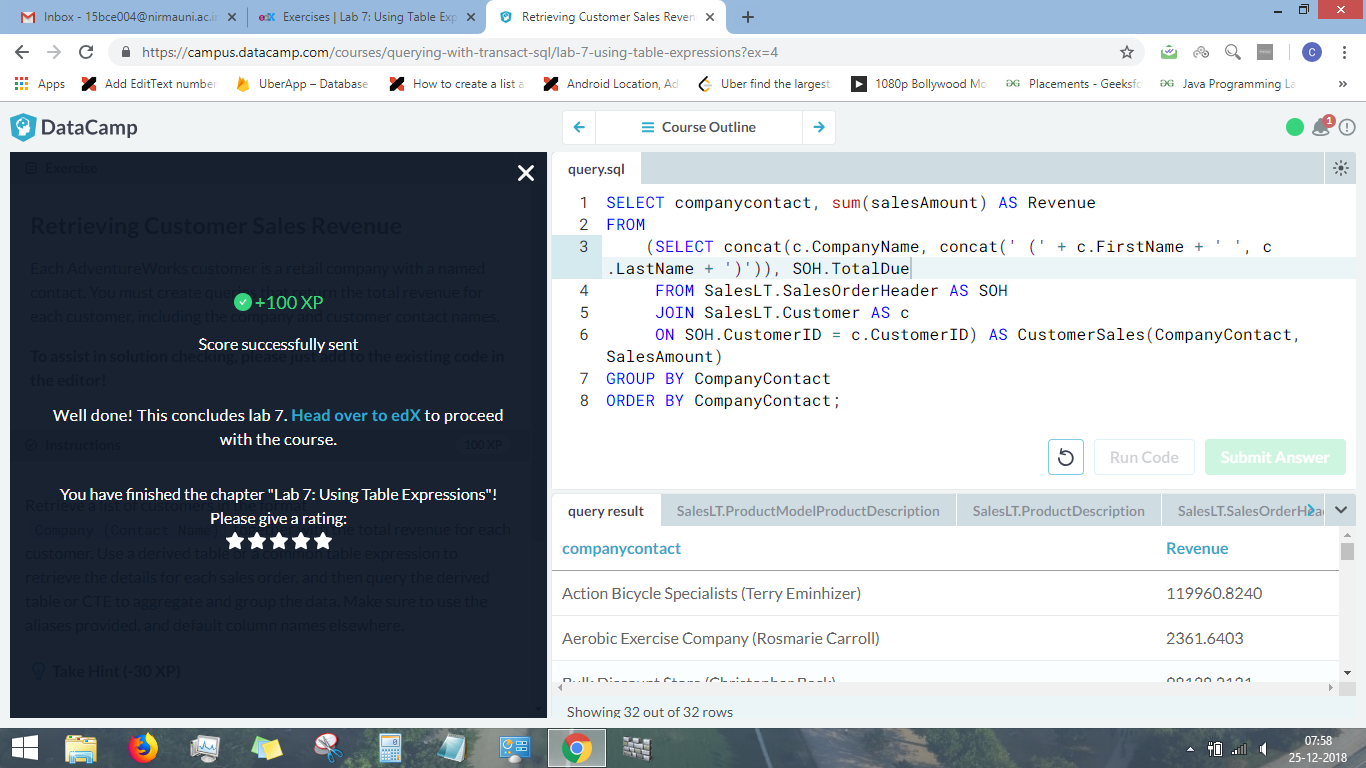 Inbox - 15bce004@nirmauni.ac.in
edX Exercises | Lab 7: Using Table Exp
Retrieving Customer Sales Reven
https://campus.datacamp.com/courses/querying-with-transact-sql/lab-7-using-table-expressions?ex=4
C
Apps
Add EditText number
UberApp – Database
How to create a list a
Android Location, Ad
Uber find the largest
1080p Bollywood Mo
Placements - Geeksfo
Java Programming La
»
DataCamp
Course Outline
1
Exercise
Retrieving Customer Sales Revenue
Each AdventureWorks customer is a retail company with a named
contact. You must create queries that return the total revenue for
each customer, including the company and customer contact names.
To assist in solution checking, please just add to the existing code in
the editor!
Instructions
100 XP
Retrieve a list of customers in the format
Company (Contact Name) the total revenue for each
customer. Use a derived table or a common table expression to
retrieve the details for each sales order, and then query the derived
table or CTE to aggregate and group the data. Make sure to use the
aliases provided, and default column names elsewhere.
Take Hint (-30 XP)
+100 XP
Score successfully sent
Well done! This concludes lab 7. Head over to edX to proceed
with the course.
You have finished the chapter "Lab 7: Using Table Expressions"!
Please give a rating:
query.sql
1 SELECT companycontact, sum(salesAmount) AS Revenue
2 FROM
3 (SELECT concat(c.CompanyName, concat(' (' + c.FirstName + ' ', c
.LastName + ')')), SOH.TotalDue
4 FROM SalesLT.SalesOrderHeader AS SOH
5 JOIN SalesLT.Customer AS c
6 ON SOH.CustomerID = c.CustomerID) AS CustomerSales(CompanyContact,
SalesAmount)
7 GROUP BY CompanyContact
8 ORDER BY CompanyContact;
Run Code
Submit Answer
query result
SalesLT.ProductModelProductDescription
SalesLT.ProductDescription
SalesLT.SalesOrderHea
companycontact Revenue
Action Bicycle Specialists (Terry Eminhizer) 119960.8240
Aerobic Exercise Company (Rosmarie Carroll) 2361.6403
Bulk Discount Store (Christopher Beck) 98138.2131
Showing 32 out of 32 rows
07:58
25-12-2018